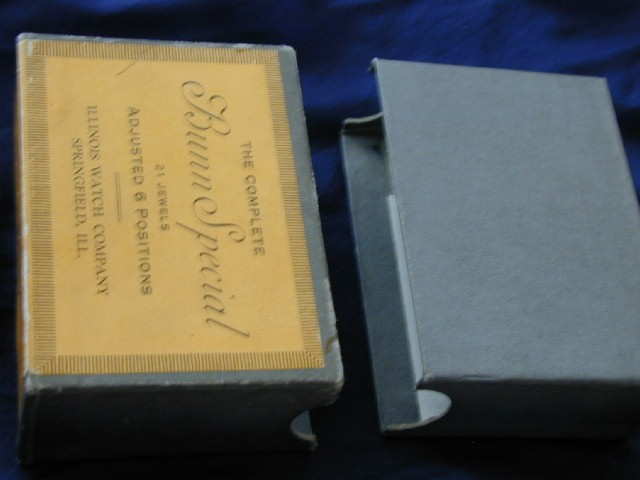 THE COMPLETE
Bunn Special
21 JEWELS
ADJUSTED 6 POSITIONS
ILLINOIS WATCH COMPANY
SPRINGFIELD, ILL.